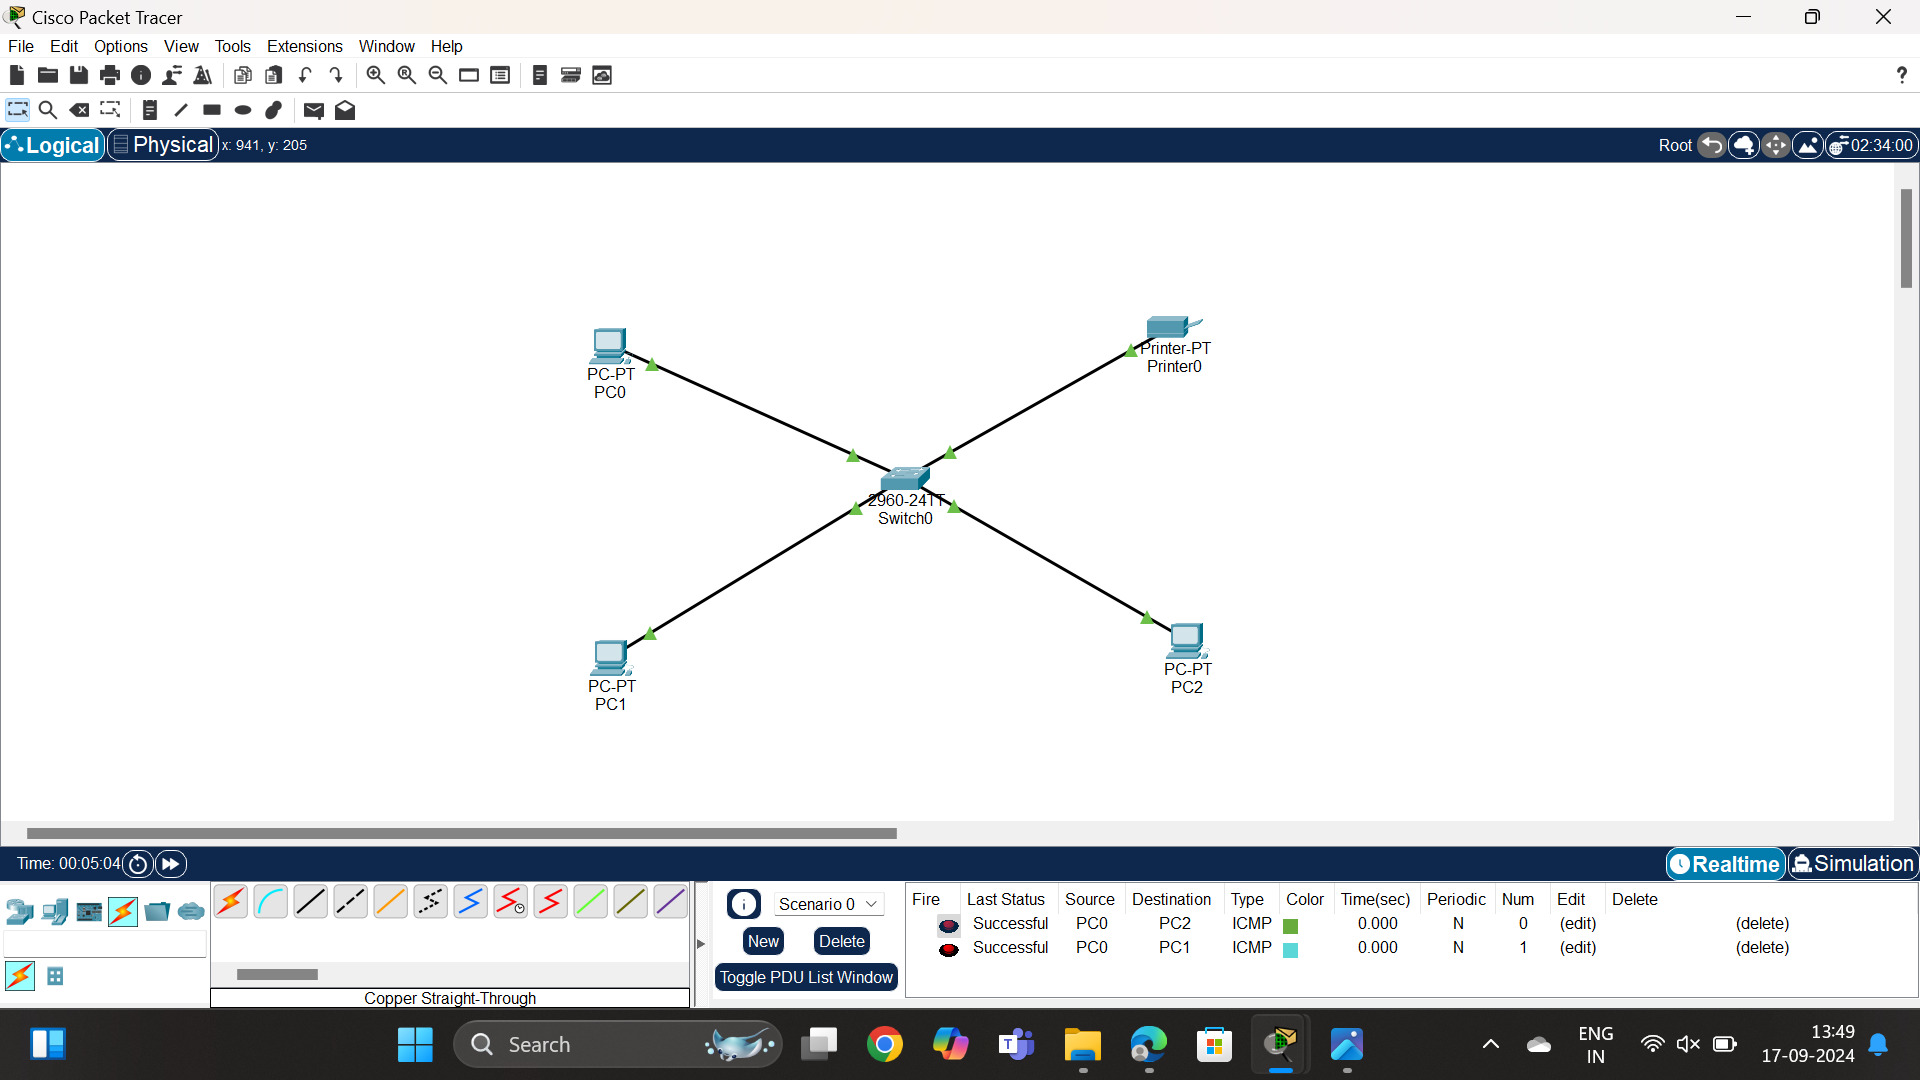 Cisco Packet Tracer
File Edit Options View Tools Extensions Window Help
?
Logical Physical x: 941, y: 205 Root 02:34:00
PC-PT
PC0
Printer-PT
Printer0
2960-24TT
Switch0
PC-PT
PC1
PC-PT
PC2
Time: 00:05:04 Realtime Simulation
Scenario 0
New Delete
Toggle PDU List Window
Fire Last Status Source Destination Type Color Time(sec) Periodic Num Edit Delete
Successful PC0 PC2 ICMP 0.000 N 0 (edit) (delete)
Successful PC0 PC1 ICMP 0.000 N 1 (edit) (delete)
Copper Straight-Through
Search
ENG
IN
13:49
17-09-2024